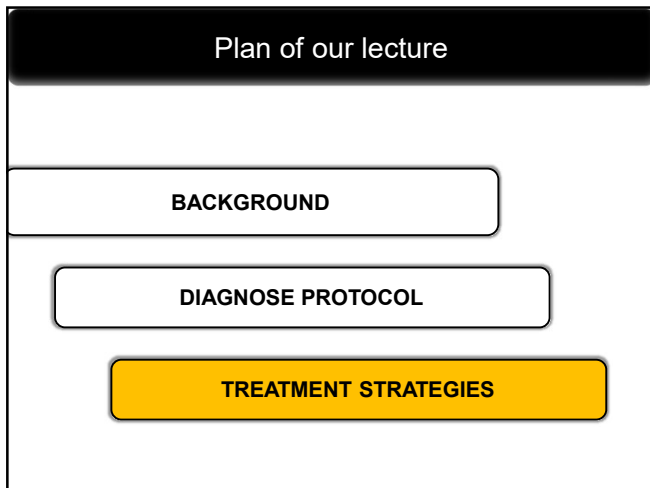 Plan of our lecture
BACKGROUND
DIAGNOSE PROTOCOL
TREATMENT STRATEGIES